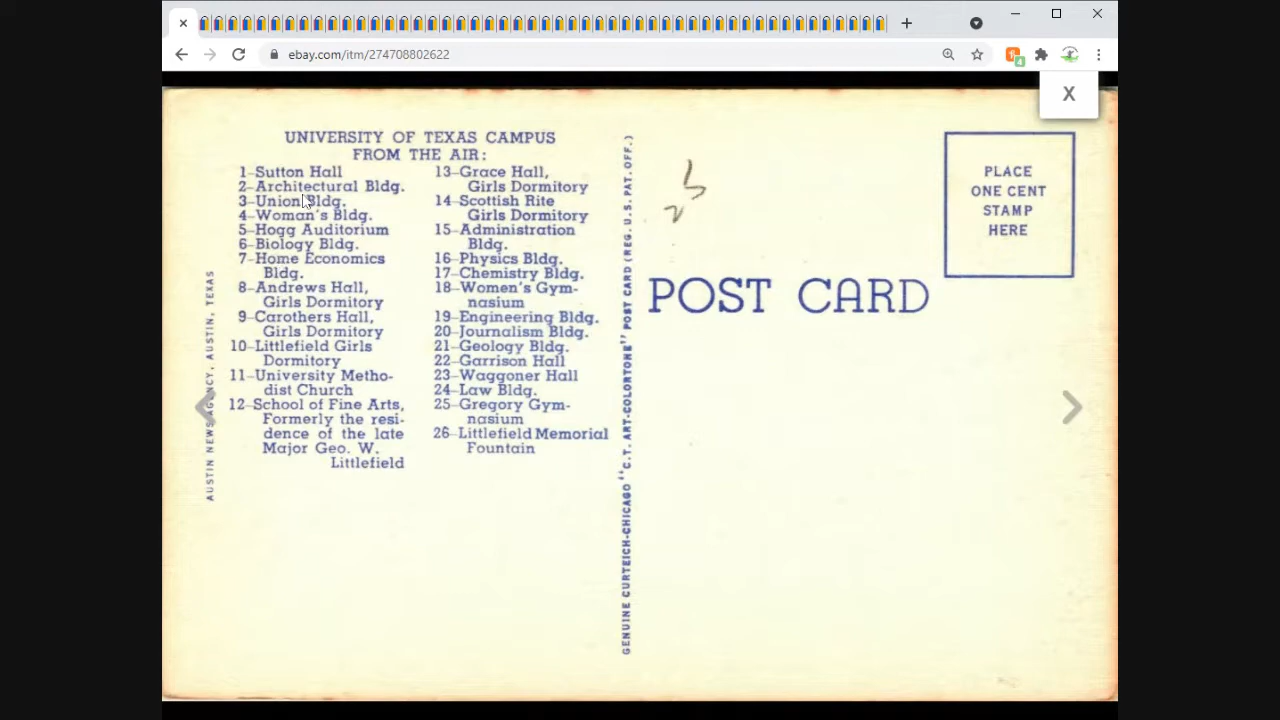 ebay.com/itm/274708802622
4
X
UNIVERSITY OF TEXAS CAMPUS
FROM THE AIR:
1-Sutton Hall
2-Architectural Bldg.
3-Union Bldg.
4-Woman's Bldg.
5-Hogg Auditorium
6-Biology Bldg.
7-Home Economics
Bldg.
8-Andrews Hall,
Girls Dormitory
9-Carothers Hall,
Girls Dormitory
10-Littlefield Girls
Dormitory
11-University Metho-
dist Church
12-School of Fine Arts,
Formerly the resi-
dence of the late
Major Geo. W.
Littlefield
13-Grace Hall,
Girls Dormitory
14-Scottish Rite
Girls Dormitory
15-Administration
Bldg.
16-Physics Bldg.
17-Chemistry Bldg.
18-Women's Gym-
nasium
19-Engineering Bldg.
20-Journalism Bldg.
21-Geology Bldg.
22-Garrison Hall
23-Waggoner Hall
24-Law Bldg.
25-Gregory Gym-
nasium
26-Littlefield Memorial
Fountain
AUSTIN NEWS AGENCY, AUSTIN, TEXAS
GENUINE CURTEICH-CHICAGO "C.T. ART-COLORTONE" POST CARD (REG. U.S. PAT. OFF.)
POST CARD
PLACE
ONE CENT
STAMP
HERE